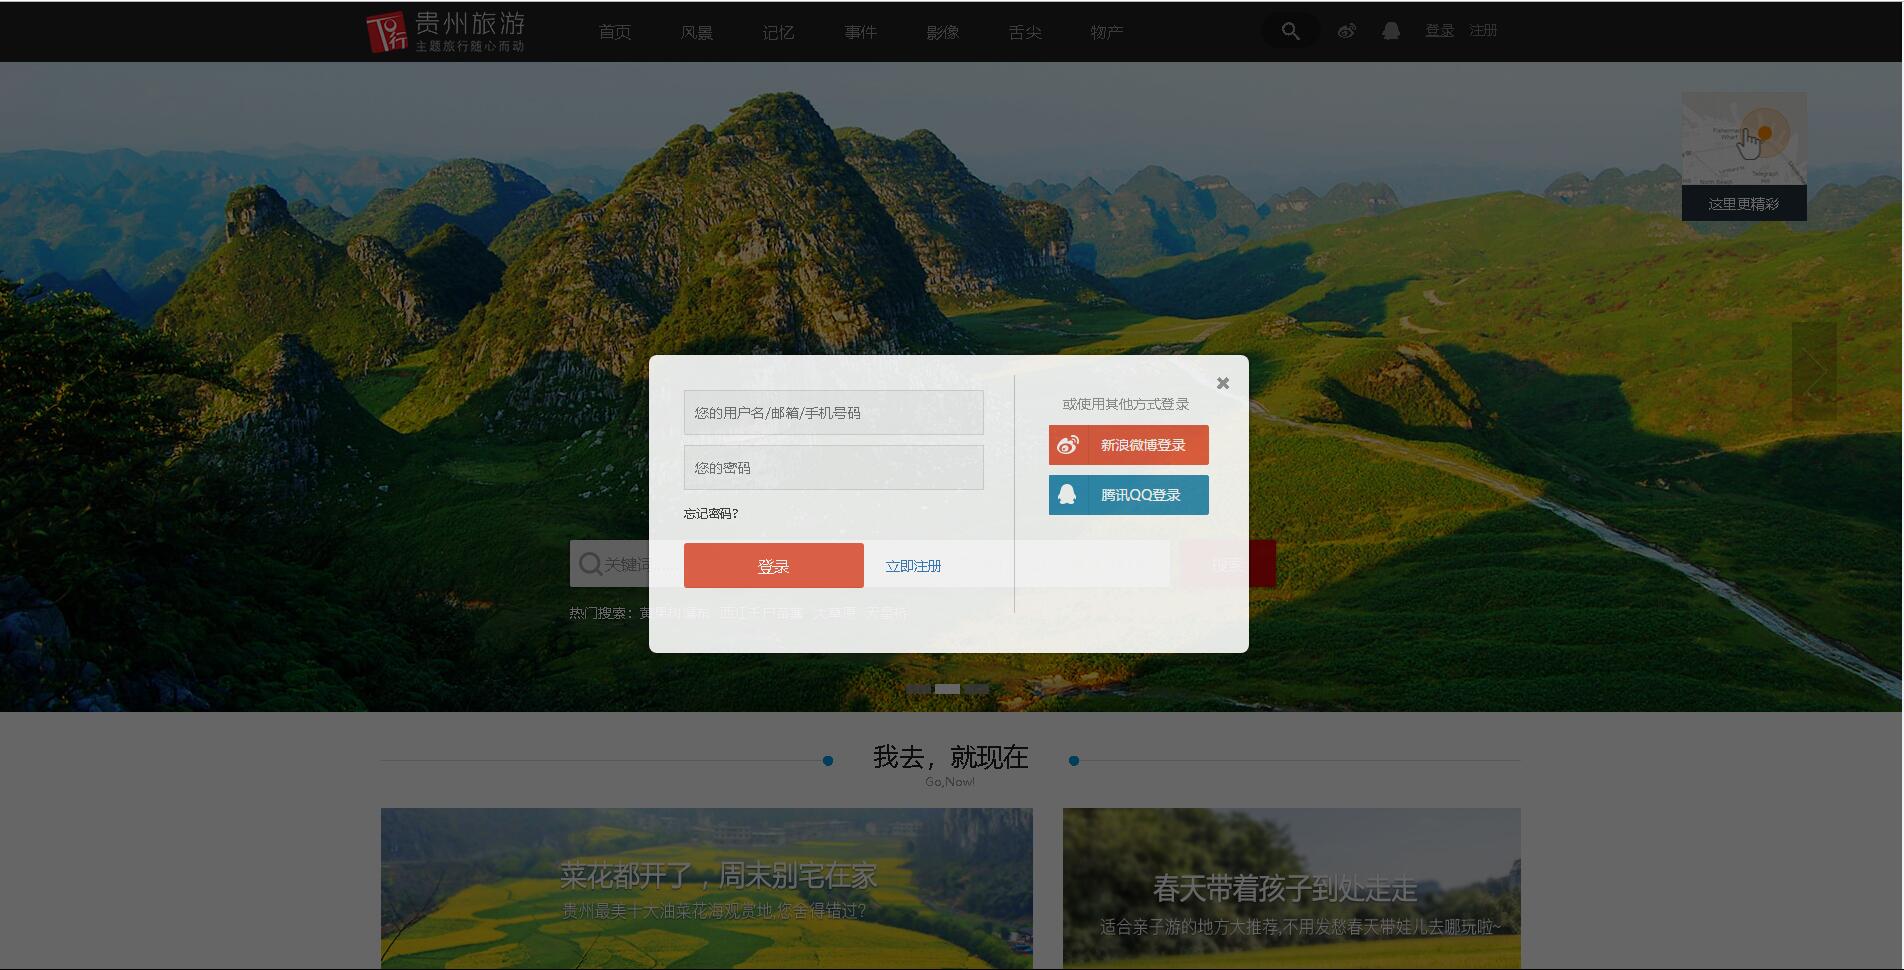 贵州旅游
主题旅行随心而动
首页 风景 记忆 事件 影像 舌尖 物产
登录 注册
这里更精彩
您的用户名/邮箱/手机号码
您的密码
忘记密码?
登录 立即注册
或使用其他方式登录
新浪微博登录
腾讯QQ登录
关键词
搜索
热门搜索：黄果树瀑布 西江千户苗寨 大草原 天星桥
我去，就现在
Go,Now!
菜花都开了，周末别宅在家
贵州最美十大油菜花海观赏地,您舍得错过?
春天带着孩子到处走走
适合亲子游的地方大推荐,不用发愁春天带娃儿去哪玩啦~